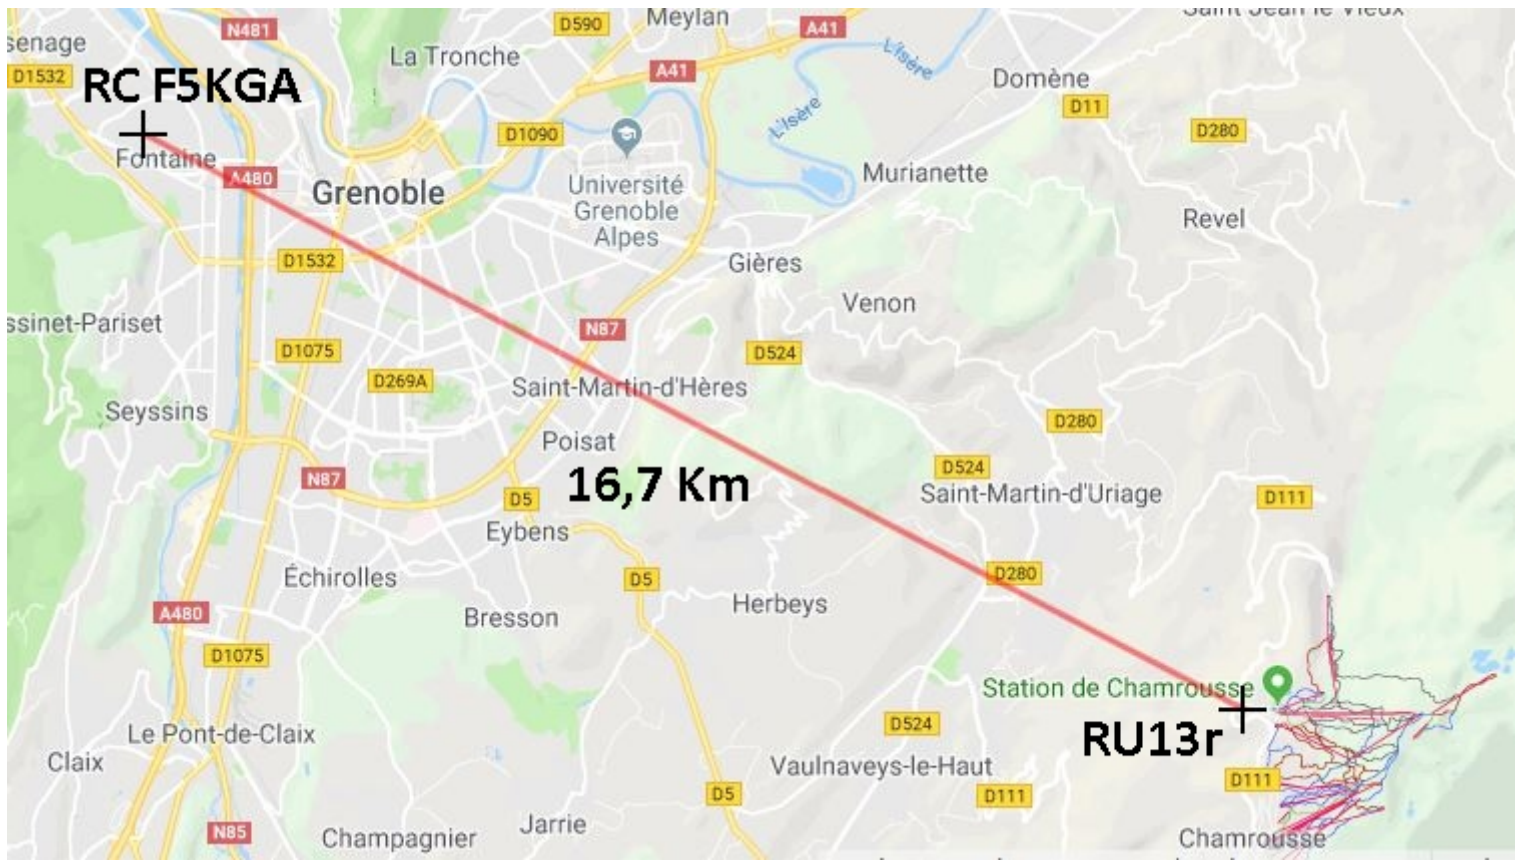 Meylan
Saint Jean le Vieux
N481
D590
A41
senage
La Tronche
L'Isère
D1532
A41
Domène
RC F5KGA
D11
L'Isère
D1090
D280
Fontaine
A480
Grenoble
Université
Grenoble
Alpes
Murianette
Revel
D1532
Gières
Venon
ssinet-Pariset
N87
D1075
D524
D269A
Saint-Martin-d'Hères
Seyssins
D280
Poisat
N87
16,7 Km
D524
D5
Saint-Martin-d'Uriage
D111
Eybens
Échirolles
D5
D280
A480
Bresson
Herbeys
D1075
Station de Chamrousse
Le Pont-de-Claix
D524
RU13r
Claix
Vaulnaveys-le-Haut
D111
D5
D111
N85
Champagnier
Jarrie
Chamrousse